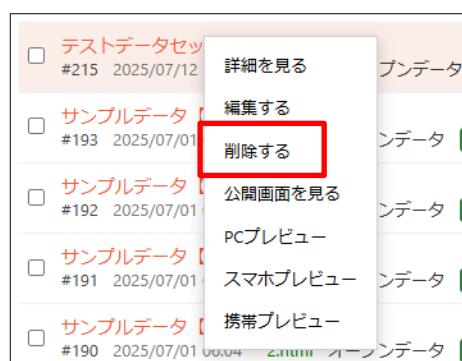 テストデータセッ
#215 2025/07/12
プンデータ
サンプルデータ【
#193 2025/07/01
ンデータ
サンプルデータ【
#192 2025/07/01
ンデータ
サンプルデータ【
#191 2025/07/01
ンデータ
サンプルデータ【
#190 2025/07/01 06:04 2.html オープンデータ
詳細を見る
編集する
削除する
公開画面を見る
PCプレビュー
スマホプレビュー
携帯プレビュー